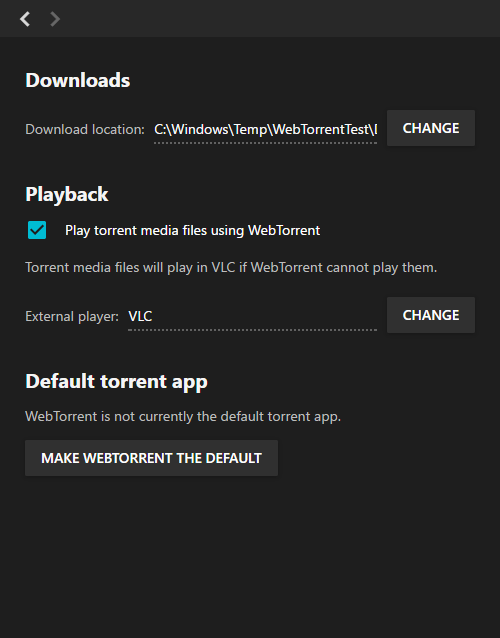 Downloads
Download location: C:\Windows\Temp\WebTorrentTest\ CHANGE
Playback
Play torrent media files using WebTorrent
Torrent media files will play in VLC if WebTorrent cannot play them.
External player: VLC CHANGE
Default torrent app
WebTorrent is not currently the default torrent app.
MAKE WEBTORRENT THE DEFAULT